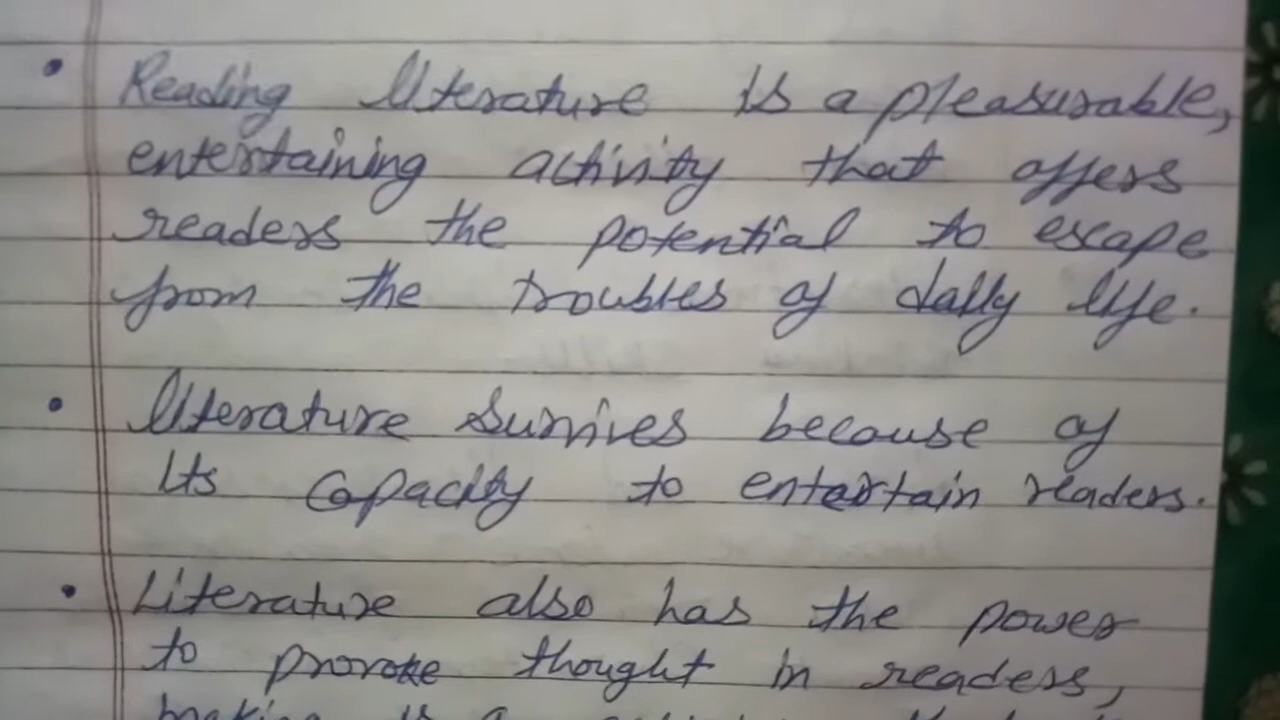 • Reading literature is a pleasurable,
entertaining activity that offers
readers the potential to escape
from the troubles of daily life.
• literature survives because of
its capacity to entertain readers.
• Literature also has the power
to provoke thought in readers,
making is a